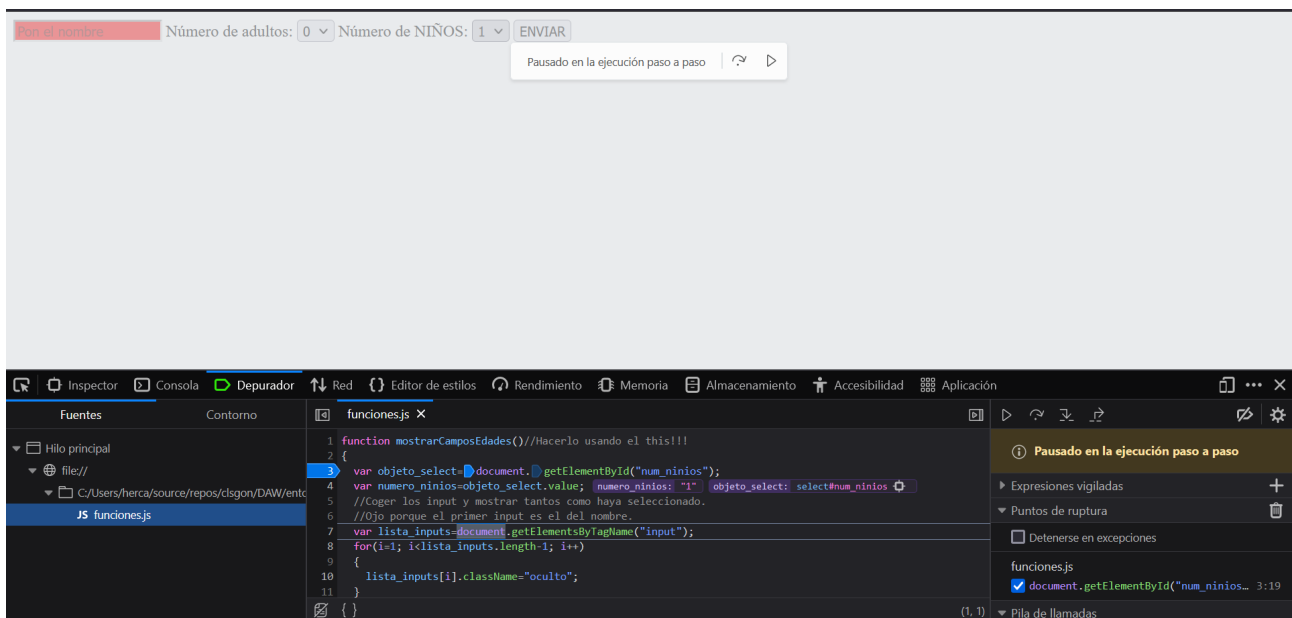 Pon el nombre Número de adultos: 0 Número de NIÑOS: 1 ENVIAR
Pausado en la ejecución paso a paso
Inspector Consola Depurador Red Editor de estilos Rendimiento Memoria Almacenamiento Accesibilidad Aplicación
Fuentes Contorno
Hilo principal
file://
C:/Users/herca/source/repos/clsgon/DAW/ento
JS funciones.js
funciones.js
1 function mostrarCamposEdades()//Hacerlo usando el this!!!
2 {
3 var objeto_select=document.getElementById("num_ninios");
4 var numero_ninios=objeto_select.value; numero_ninios: "1" objeto_select: select#num_ninios
5 //Coger los input y mostrar tantos como haya seleccionado.
6 //Ojo porque el primer input es el del nombre.
7 var lista_inputs=document.getElementsByTagName("input");
8 for(i=1; i<lista_inputs.length-1; i++)
9 {
10 lista_inputs[i].className="oculto";
11 }
{ } (1, 1)
Pausado en la ejecución paso a paso
Expresiones vigiladas
Puntos de ruptura
Detenerse en excepciones
funciones.js
document.getElementById("num_ninios… 3:19
Pila de llamadas